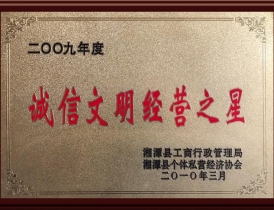 二〇〇九年度
诚信文明经营之星
湘潭县工商行政管理局
湘潭县个体私营经济协会
二〇一〇年三月